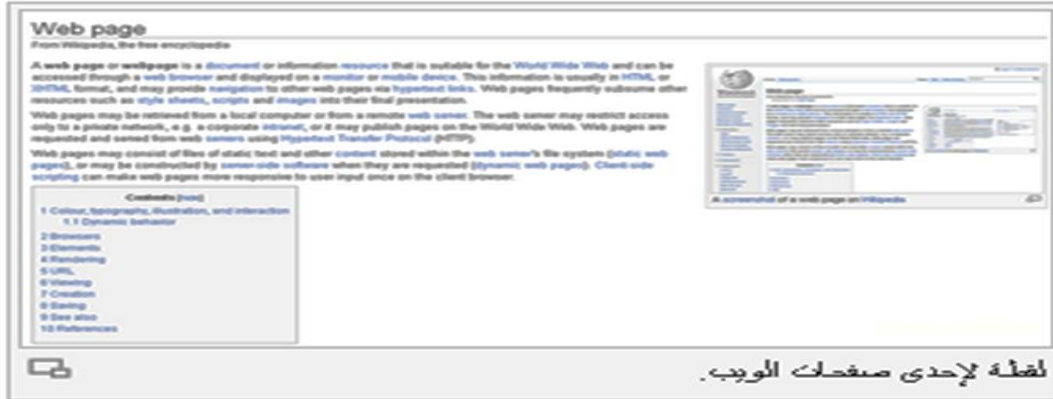 Web page
From Wikipedia, the free encyclopedia
A web page or webpage is a document or information resource that is suitable for the World Wide Web and can be
accessed through a web browser and displayed on a monitor or mobile device. This information is usually in HTML or
XHTML format, and may provide navigation to other web pages via hypertext links. Web pages frequently subsume other
resources such as style sheets, scripts and images into their final presentation.
Web pages may be retrieved from a local computer or from a remote web server. The web server may restrict access
only to a private network, e.g. a corporate intranet, or it may publish pages on the World Wide Web. Web pages are
requested and served from web servers using Hypertext Transfer Protocol (HTTP).
Web pages may consist of files of static text and other content stored within the web server's file system (static web
pages), or may be constructed by server-side software when they are requested (dynamic web pages). Client-side
scripting can make web pages more responsive to user input once on the client browser.
A screenshot of a web page on Wikipedia
Contents [hide]
1 Colour, typography, illustration, and interaction
1.1 Dynamic behavior
2 Browsers
3 Elements
4 Rendering
5 URL
6 Viewing
7 Creation
8 Saving
9 See also
10 References
لقطة لإحدى صفحات الويب.